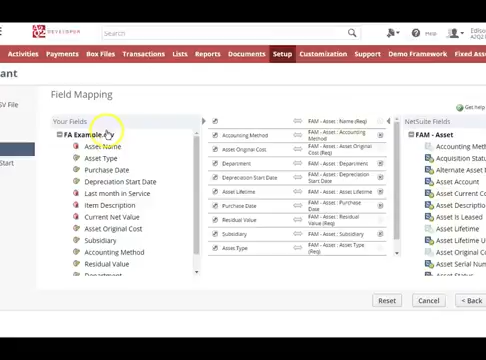 DEVELOPER
Search
Help
Support
Feedback
Activities Payments Box Files Transactions Lists Reports Documents Setup Customization Support Demo Framework Fixed Ass
ant
SV File
Field Mapping
Get help
Your Fields
NetSuite Fields
FA Example
Asset Name
Asset Type
Purchase Date
Depreciation Start Date
Last month in Service
Item Description
Current Net Value
Asset Original Cost
Subsidiary
Accounting Method
Residual Value
Department
FAM - Asset : Name (Req)
Accounting Method FAM - Asset : Accounting Method
Asset Original Cost FAM - Asset : Asset Original Cost (Req)
Department FAM - Asset : Department
Depreciation Start Date FAM - Asset : Depreciation Start Date
Asset Lifetime FAM - Asset : Asset Lifetime
Purchase Date FAM - Asset : Purchase Date
Residual Value FAM - Asset : Residual Value (Req)
Subsidiary FAM - Asset : Subsidiary
Asset Type FAM - Asset : Asset Type (Req)
FAM - Asset
Accounting Meth
Acquisition Statu
Alternate Asset
Asset Account
Asset Current C
Asset Description
Asset Is Leased
Asset Lifetime
Asset Original
Asset Serial Num
Asset Status
Start
Reset
Cancel
< Back